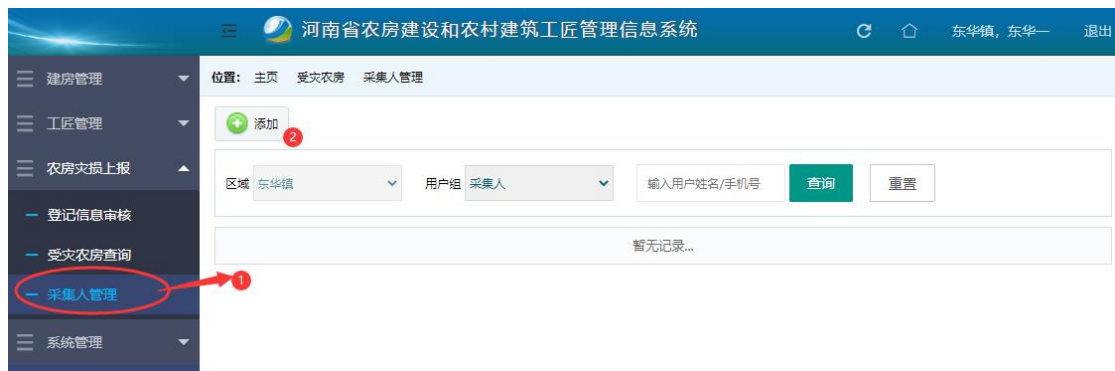 河南省农房建设和农村建筑工匠管理信息系统
东华镇,东华一 退出
建房管理
工匠管理
农房灾损上报
登记信息审核
受灾农房查询
采集人管理
系统管理
位置: 主页 受灾农房 采集人管理
添加
2
区域 东华镇 用户组 采集人 输入用户姓名/手机号 查询 重置
暂无记录...
1